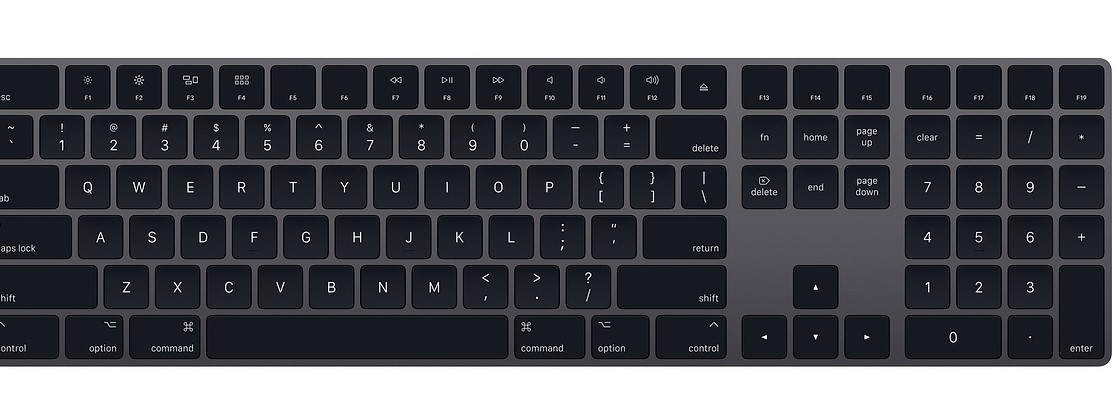 sc F1 F2 F3 F4 F5 F6 F7 F8 F9 F10 F11 F12 F13 F14 F15 F16 F17 F18 F19
~ ! @ # $ % ^ & * ( ) — +
` 1 2 3 4 5 6 7 8 9 0 - = delete fn home page up clear = / *
ab Q W E R T Y U I O P { [ } ] | \ delete end page down 7 8 9 −
aps lock A S D F G H J K L : ; " ' return 4 5 6 +
hift Z X C V B N M < , > . ? / shift 1 2 3
^ ⌥ ⌘ ⌘ ⌥ ^
ontrol option command command option control 0 . enter